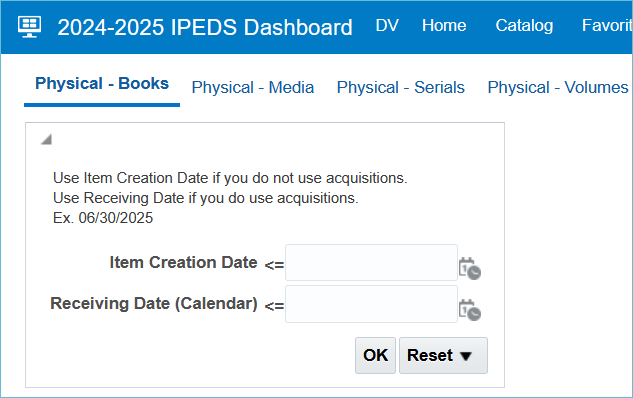 2024-2025 IPEDS Dashboard DV Home Catalog Favorit
Physical - Books Physical - Media Physical - Serials Physical - Volumes
Use Item Creation Date if you do not use acquisitions.
Use Receiving Date if you do use acquisitions.
Ex. 06/30/2025
Item Creation Date <=
Receiving Date (Calendar) <=
OK Reset